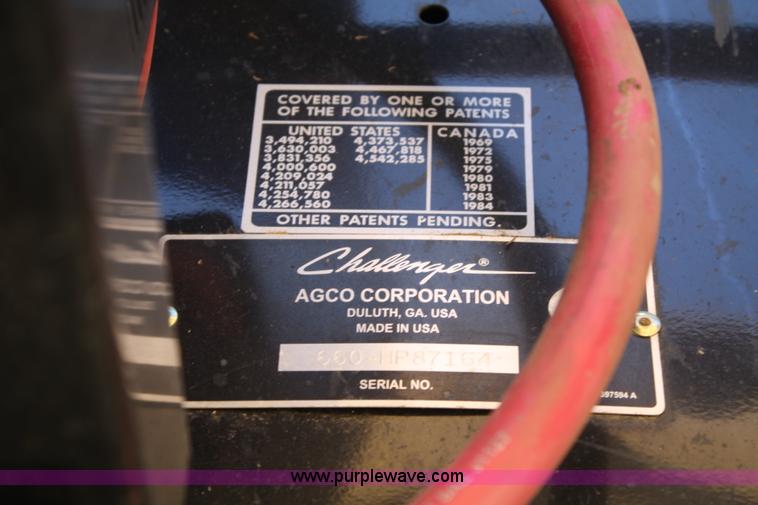 COVERED BY ONE OR MORE
OF THE FOLLOWING PATENTS
UNITED STATES
3,494,210 4,373,537
3,630,003 4,467,818
3,831,356 4,542,285
4,000,600
4,209,024
4,211,057
4,254,780
4,266,560
CANADA
1969
1972
1975
1979
1980
1981
1983
1984
OTHER PATENTS PENDING.
Challenger®
AGCO CORPORATION
DULUTH, GA. USA
MADE IN USA
SERIAL NO.
www.purplewave.com